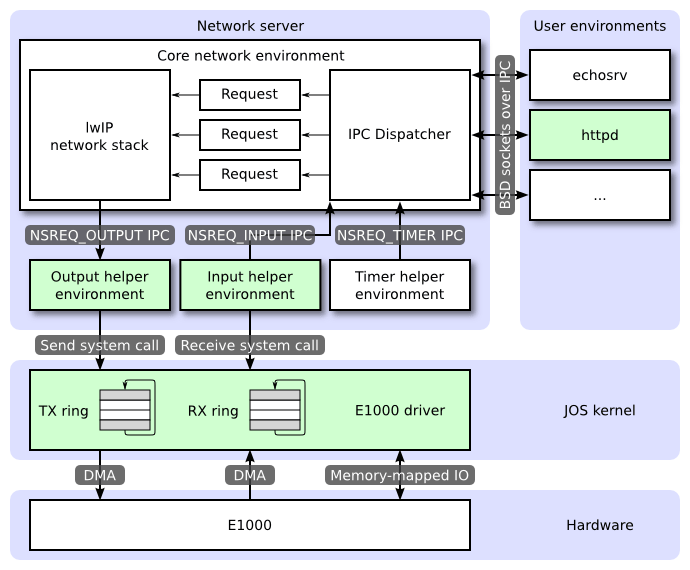 Network server
User environments
Core network environment
lwIP
network stack
Request
Request
Request
IPC Dispatcher
BSD sockets over IPC
echosrv
httpd
...
NSREQ_OUTPUT IPC
NSREQ_INPUT IPC
NSREQ_TIMER IPC
Output helper
environment
Input helper
environment
Timer helper
environment
Send system call
Receive system call
TX ring
RX ring
E1000 driver
JOS kernel
DMA
DMA
Memory-mapped IO
E1000
Hardware